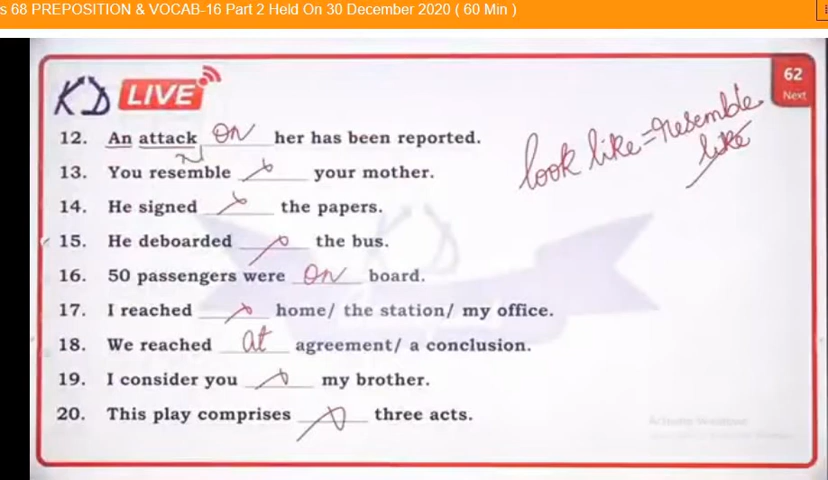 s 68 PREPOSITION & VOCAB-16 Part 2 Held On 30 December 2020 ( 60 Min )
KD LIVE
62
Next
look like = resemble
like
12. An attack on her has been reported.
N
13. You resemble × your mother.
14. He signed × the papers.
15. He deboarded × the bus.
16. 50 passengers were on board.
17. I reached × home/ the station/ my office.
18. We reached at agreement/ a conclusion.
19. I consider you × my brother.
20. This play comprises × three acts.
Activate Windows